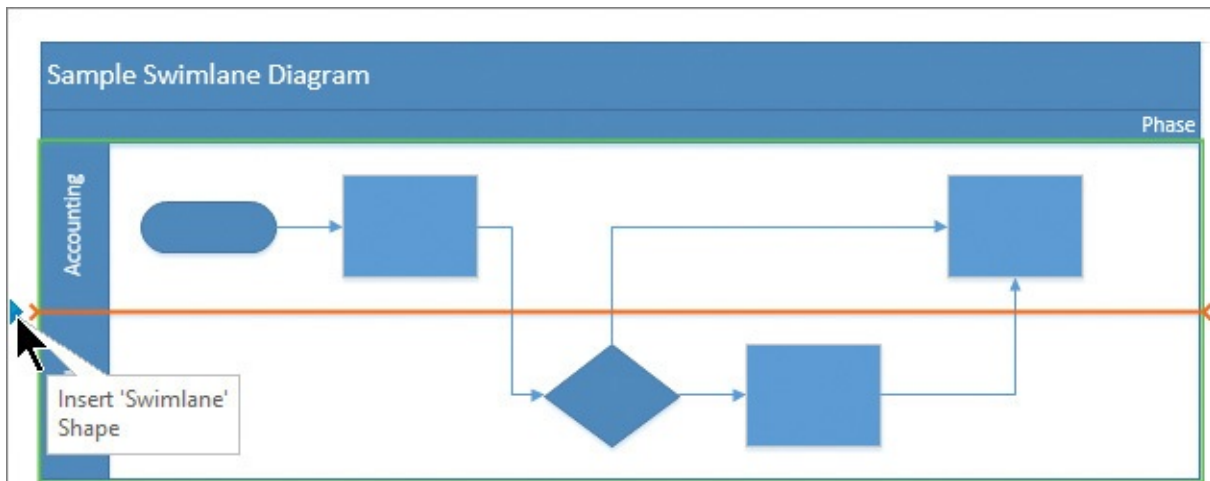 Sample Swimlane Diagram
Phase
Accounting
Insert 'Swimlane'
Shape